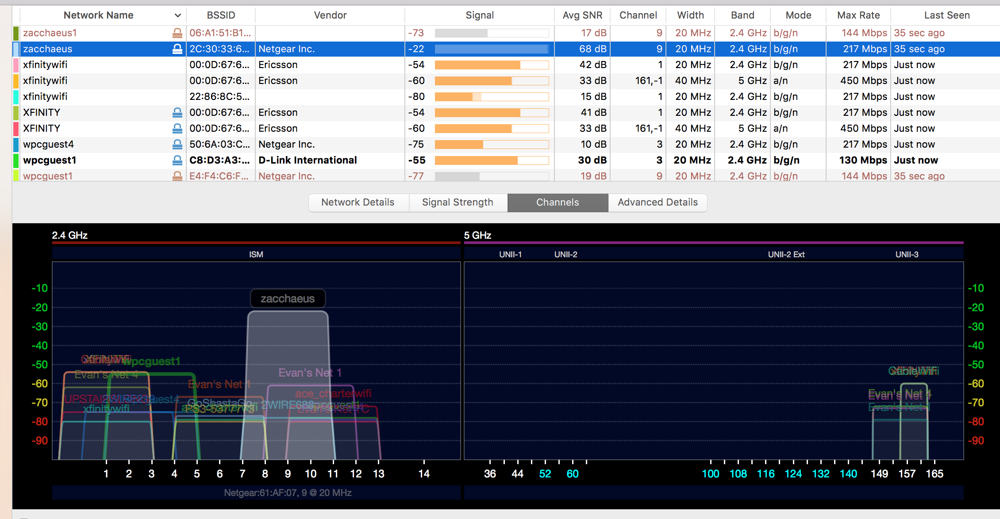 Network Name BSSID Vendor Signal Avg SNR Channel Width Band Mode Max Rate Last Seen
zacchaeus1 06:A1:51:B1... -73 17 dB 9 20 MHz 2.4 GHz b/g/n 144 Mbps 35 sec ago
zacchaeus 2C:30:33:6... Netgear Inc. -22 68 dB 9 20 MHz 2.4 GHz b/g/n 217 Mbps 35 sec ago
xfinitywifi 00:0D:67:6... Ericsson -54 42 dB 1 20 MHz 2.4 GHz b/g/n 217 Mbps Just now
xfinitywifi 00:0D:67:6... Ericsson -60 33 dB 161,-1 40 MHz 5 GHz a/n 450 Mbps Just now
xfinitywifi 22:86:8C:5... -80 15 dB 1 20 MHz 2.4 GHz b/g/n 217 Mbps Just now
XFINITY 00:0D:67:6... Ericsson -54 41 dB 1 20 MHz 2.4 GHz b/g/n 217 Mbps Just now
XFINITY 00:0D:67:6... Ericsson -60 33 dB 161,-1 40 MHz 5 GHz a/n 450 Mbps Just now
wpcguest4 50:6A:03:C... Netgear Inc. -75 10 dB 3 20 MHz 2.4 GHz b/g/n 217 Mbps Just now
wpcguest1 C8:D3:A3:... D-Link International -55 30 dB 3 20 MHz 2.4 GHz b/g/n 130 Mbps Just now
wpcguest1 E4:F4:C6:F... Netgear Inc. -77 19 dB 9 20 MHz 2.4 GHz b/g/n 144 Mbps 35 sec ago
Network Details Signal Strength Channels Advanced Details
2.4 GHz 5 GHz
ISM UNII-1 UNII-2 UNII-2 Ext UNII-3
-10 -10
zacchaeus
-20 -20
-30 -30
-40 -40
wpcguest1
-50 -50
Evan's Net 4 Evan's Net 1
-60 Evan's Net 1 -60
ace_charterwifi Evan's Net 4
-70 GoShastaGo 2WIRE688 -70
xfinitywifi Evan's Net 1
-80 -80
-90 -90
1 2 3 4 5 6 7 8 9 10 11 12 13 14 36 44 52 60 100 108 116 124 132 140 149 157 165
Netgear:61:AF:07, 9 @ 20 MHz